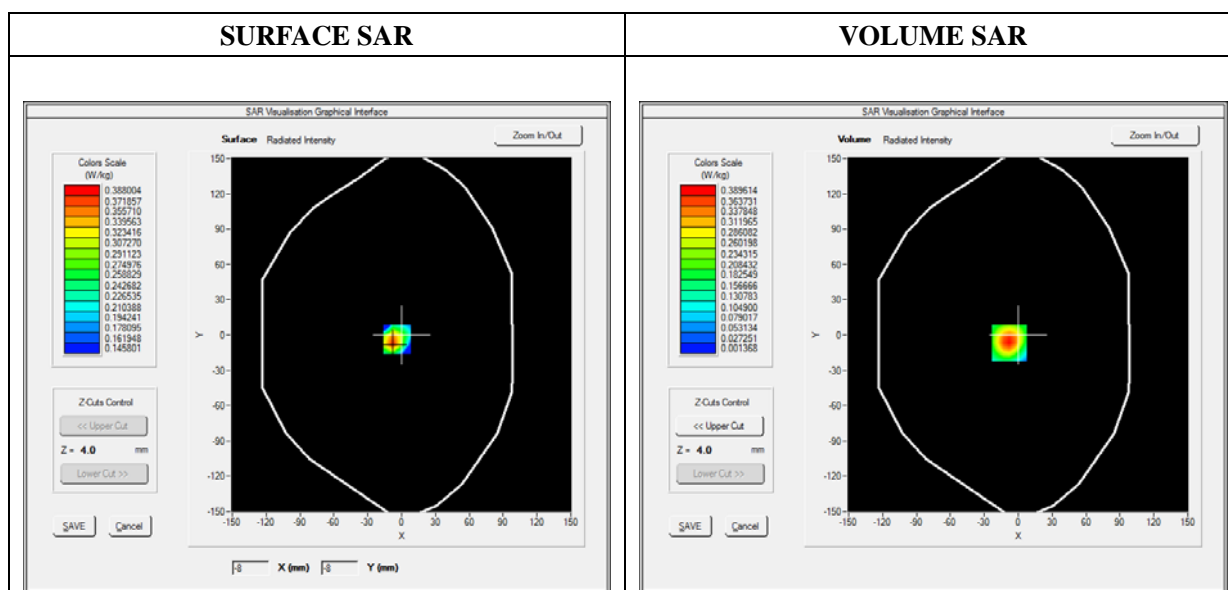 SURFACE SAR
SAR Visualisation Graphical Interface
Surface Radiated Intensity
Zoom In/Out
Colors Scale
(W/kg)
0.388004
0.371857
0.355710
0.339563
0.323416
0.307270
0.291123
0.274976
0.258829
0.242682
0.226535
0.210388
0.194241
0.178095
0.161948
0.145801
Z-Cuts Control
<< Upper Cut
Z = 4.0 mm
Lower Cut >>
SAVE Cancel
150
120
90
60
30
0
-30
-60
-90
-120
-150
Y
-150 -120 -90 -60 -30 0 30 60 90 120 150
X
-8 X (mm) -8 Y (mm)
VOLUME SAR
SAR Visualisation Graphical Interface
Volume Radiated Intensity
Zoom In/Out
Colors Scale
(W/kg)
0.389614
0.363731
0.337848
0.311965
0.286082
0.260198
0.234315
0.208432
0.182549
0.156666
0.130783
0.104900
0.079017
0.053134
0.027251
0.001368
Z-Cuts Control
<< Upper Cut
Z = 4.0 mm
Lower Cut >>
SAVE Cancel
150
120
90
60
30
0
-30
-60
-90
-120
-150
Y
-150 -120 -90 -60 -30 0 30 60 90 120 150
X